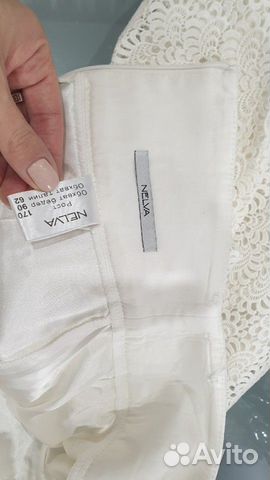 NELVA
Рост 170
Обхват бедер 90
Обхват талии 62
NELVA
Avito